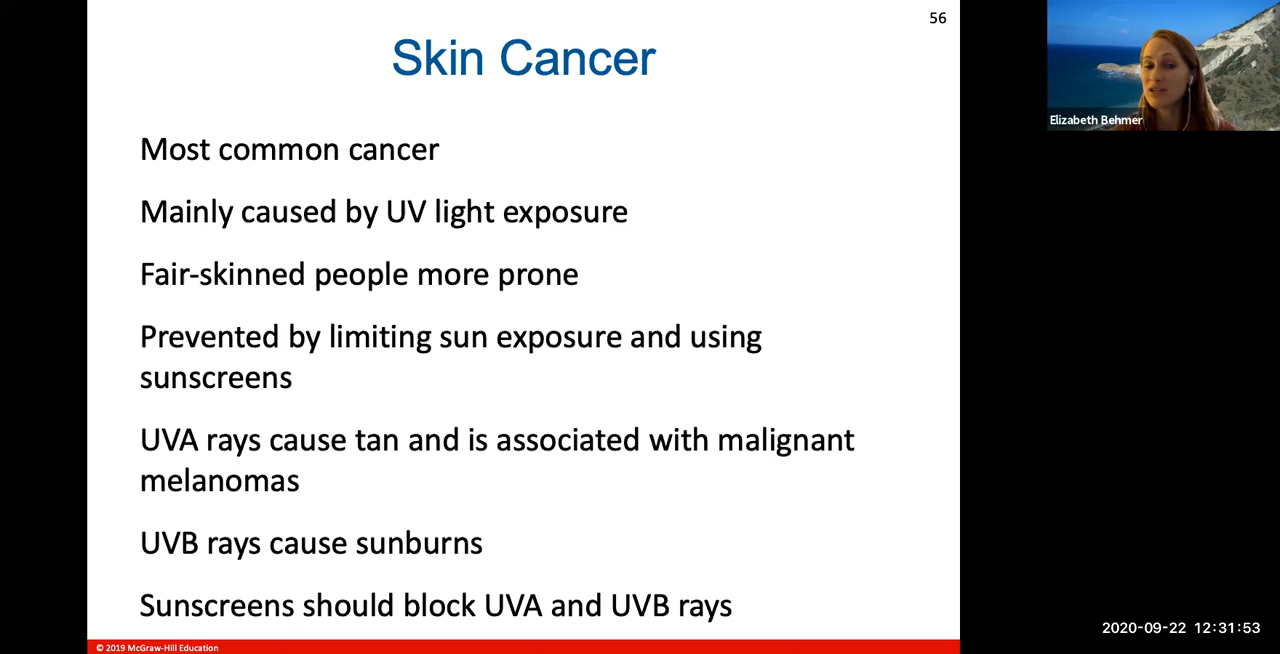 56
Skin Cancer
Most common cancer
Mainly caused by UV light exposure
Fair-skinned people more prone
Prevented by limiting sun exposure and using
sunscreens
UVA rays cause tan and is associated with malignant
melanomas
UVB rays cause sunburns
Sunscreens should block UVA and UVB rays
© 2019 McGraw-Hill Education
Elizabeth Behmer
2020-09-22 12:31:53